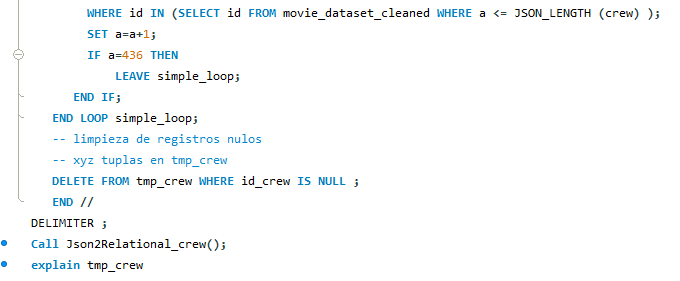 WHERE id IN (SELECT id FROM movie_dataset_cleaned WHERE a <= JSON_LENGTH (crew) );
SET a=a+1;
IF a=436 THEN
LEAVE simple_loop;
END IF;
END LOOP simple_loop;
-- limpieza de registros nulos
-- xyz tuplas en tmp_crew
DELETE FROM tmp_crew WHERE id_crew IS NULL ;
END //
DELIMITER ;
Call Json2Relational_crew();
explain tmp_crew